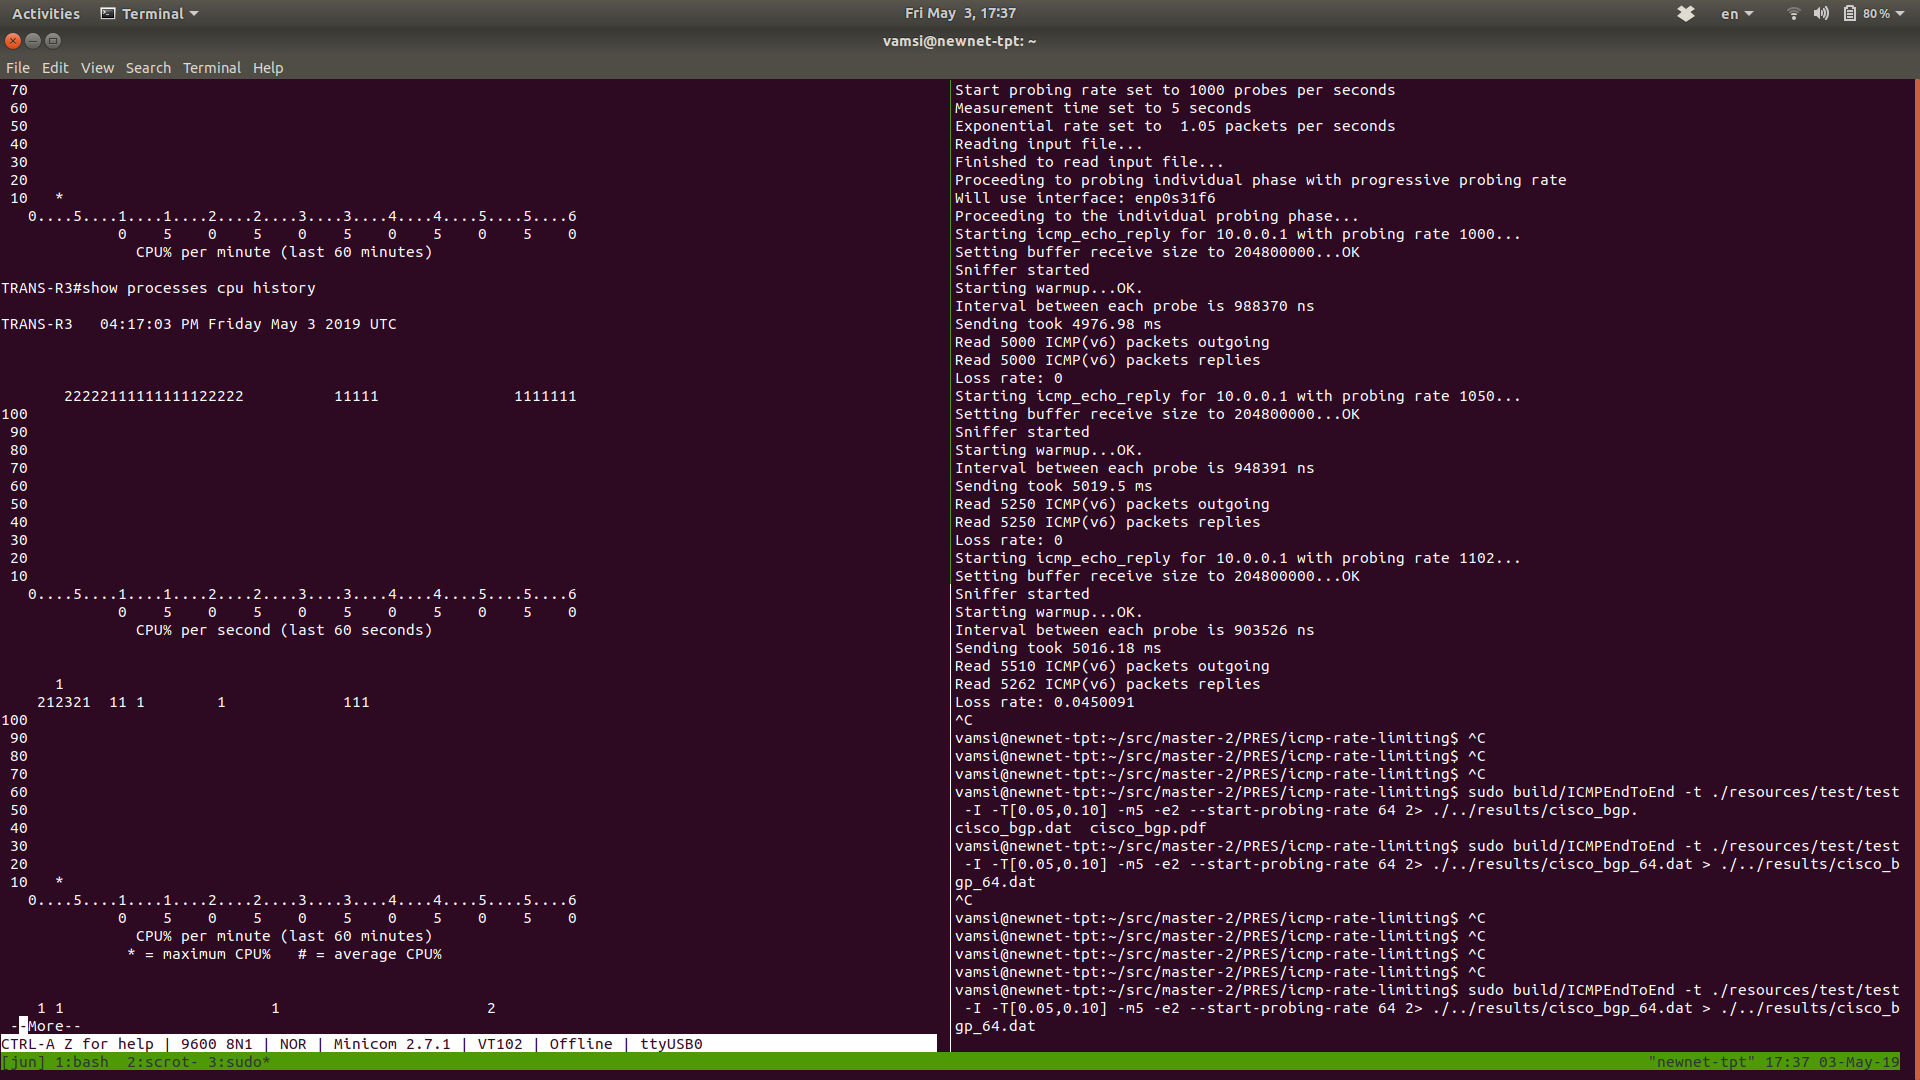 Activities Terminal Fri May 3, 17:37 en 80 %
vamsi@newnet-tpt: ~
File Edit View Search Terminal Help
70
60
50
40
30
20
10 *
0....5....1....1....2....2....3....3....4....4....5....5....6
0 5 0 5 0 5 0 5 0 5 0
CPU% per minute (last 60 minutes)
TRANS-R3#show processes cpu history
TRANS-R3 04:17:03 PM Friday May 3 2019 UTC
22222111111111122222 11111 1111111
100
90
80
70
60
50
40
30
20
10
0....5....1....1....2....2....3....3....4....4....5....5....6
0 5 0 5 0 5 0 5 0 5 0
CPU% per second (last 60 seconds)
1
212321 11 1 1 111
100
90
80
70
60
50
40
30
20
10 *
0....5....1....1....2....2....3....3....4....4....5....5....6
0 5 0 5 0 5 0 5 0 5 0
CPU% per minute (last 60 minutes)
* = maximum CPU% # = average CPU%
1 1 1 2
--More--
CTRL-A Z for help | 9600 8N1 | NOR | Minicom 2.7.1 | VT102 | Offline | ttyUSB0
Start probing rate set to 1000 probes per seconds
Measurement time set to 5 seconds
Exponential rate set to 1.05 packets per seconds
Reading input file...
Finished to read input file...
Proceeding to probing individual phase with progressive probing rate
Will use interface: enp0s31f6
Proceeding to the individual probing phase...
Starting icmp_echo_reply for 10.0.0.1 with probing rate 1000...
Setting buffer receive size to 204800000...OK
Sniffer started
Starting warmup...OK.
Interval between each probe is 988370 ns
Sending took 4976.98 ms
Read 5000 ICMP(v6) packets outgoing
Read 5000 ICMP(v6) packets replies
Loss rate: 0
Starting icmp_echo_reply for 10.0.0.1 with probing rate 1050...
Setting buffer receive size to 204800000...OK
Sniffer started
Starting warmup...OK.
Interval between each probe is 948391 ns
Sending took 5019.5 ms
Read 5250 ICMP(v6) packets outgoing
Read 5250 ICMP(v6) packets replies
Loss rate: 0
Starting icmp_echo_reply for 10.0.0.1 with probing rate 1102...
Setting buffer receive size to 204800000...OK
Sniffer started
Starting warmup...OK.
Interval between each probe is 903526 ns
Sending took 5016.18 ms
Read 5510 ICMP(v6) packets outgoing
Read 5262 ICMP(v6) packets replies
Loss rate: 0.0450091
^C
vamsi@newnet-tpt:~/src/master-2/PRES/icmp-rate-limiting$ ^C
vamsi@newnet-tpt:~/src/master-2/PRES/icmp-rate-limiting$ ^C
vamsi@newnet-tpt:~/src/master-2/PRES/icmp-rate-limiting$ ^C
vamsi@newnet-tpt:~/src/master-2/PRES/icmp-rate-limiting$ sudo build/ICMPEndToEnd -t ./resources/test/test
-I -T[0.05,0.10] -m5 -e2 --start-probing-rate 64 2> ./../results/cisco_bgp.
cisco_bgp.dat cisco_bgp.pdf
vamsi@newnet-tpt:~/src/master-2/PRES/icmp-rate-limiting$ sudo build/ICMPEndToEnd -t ./resources/test/test
-I -T[0.05,0.10] -m5 -e2 --start-probing-rate 64 2> ./../results/cisco_bgp_64.dat > ./../results/cisco_b
gp_64.dat
^C
vamsi@newnet-tpt:~/src/master-2/PRES/icmp-rate-limiting$ ^C
vamsi@newnet-tpt:~/src/master-2/PRES/icmp-rate-limiting$ ^C
vamsi@newnet-tpt:~/src/master-2/PRES/icmp-rate-limiting$ ^C
vamsi@newnet-tpt:~/src/master-2/PRES/icmp-rate-limiting$ ^C
vamsi@newnet-tpt:~/src/master-2/PRES/icmp-rate-limiting$ sudo build/ICMPEndToEnd -t ./resources/test/test
-I -T[0.05,0.10] -m5 -e2 --start-probing-rate 64 2> ./../results/cisco_bgp_64.dat > ./../results/cisco_b
gp_64.dat
[jun] 1:bash 2:scrot- 3:sudo* "newnet-tpt" 17:37 03-May-19